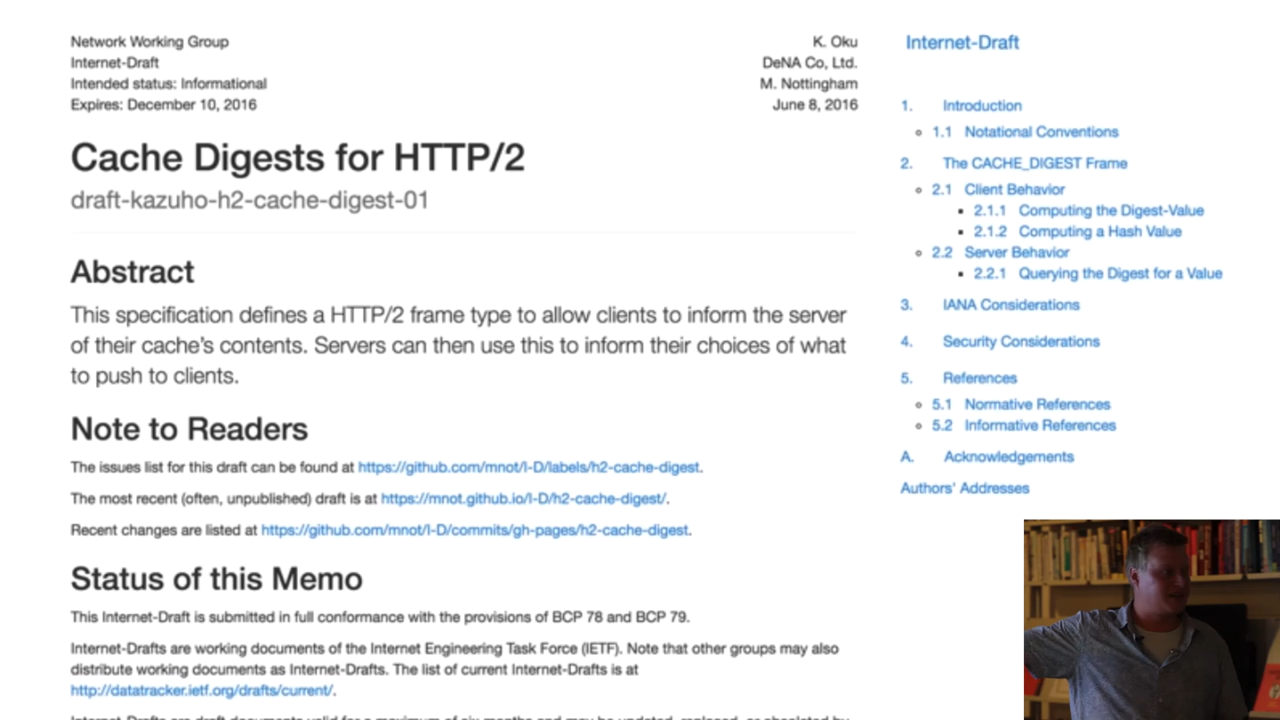 Network Working Group
Internet-Draft
Intended status: Informational
Expires: December 10, 2016
K. Oku
DeNA Co, Ltd.
M. Nottingham
June 8, 2016
Cache Digests for HTTP/2
draft-kazuho-h2-cache-digest-01
Abstract
This specification defines a HTTP/2 frame type to allow clients to inform the server
of their cache's contents. Servers can then use this to inform their choices of what
to push to clients.
Note to Readers
The issues list for this draft can be found at https://github.com/mnot/I-D/labels/h2-cache-digest.
The most recent (often, unpublished) draft is at https://mnot.github.io/I-D/h2-cache-digest/.
Recent changes are listed at https://github.com/mnot/I-D/commits/gh-pages/h2-cache-digest.
Status of this Memo
This Internet-Draft is submitted in full conformance with the provisions of BCP 78 and BCP 79.
Internet-Drafts are working documents of the Internet Engineering Task Force (IETF). Note that other groups may also
distribute working documents as Internet-Drafts. The list of current Internet-Drafts is at
http://datatracker.ietf.org/drafts/current/.
Internet-Drafts are draft documents valid for a maximum of six months and may be updated, replaced, or obsoleted by
Internet-Draft
1. Introduction
1.1 Notational Conventions
2. The CACHE_DIGEST Frame
2.1 Client Behavior
2.1.1 Computing the Digest-Value
2.1.2 Computing a Hash Value
2.2 Server Behavior
2.2.1 Querying the Digest for a Value
3. IANA Considerations
4. Security Considerations
5. References
5.1 Normative References
5.2 Informative References
A. Acknowledgements
Authors' Addresses